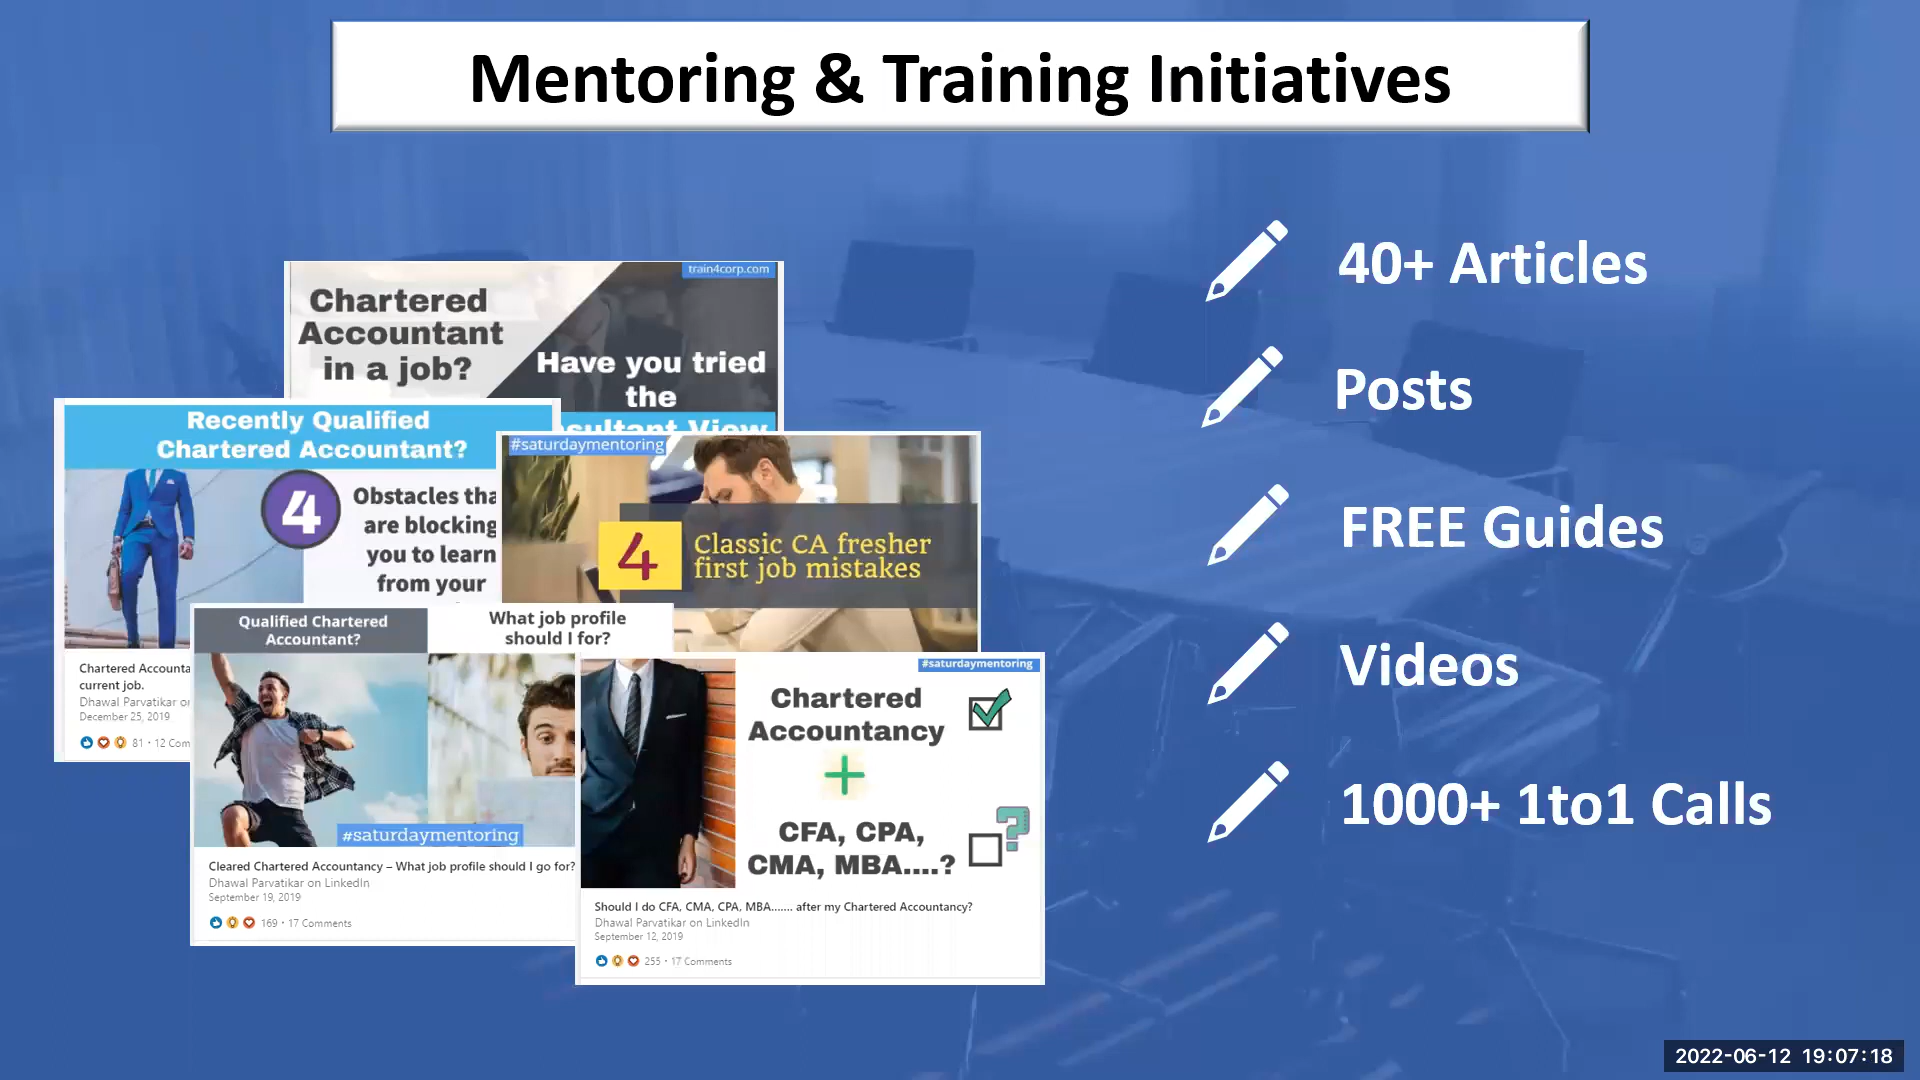 Mentoring & Training Initiatives
train4corp.com
Chartered
Accountant
in a job?
Have you tried
the
View
Recently Qualified
Chartered Accountant?
4
Obstacles
are blocking
you to learn
from your
#saturdaymentoring
4
Classic CA fresher
first job mistakes
Chartered
current job.
Dhawal Parvatikar
December 25, 2019
81 • 12
Qualified Chartered
Accountant?
What job profile
should I for?
#saturdaymentoring
Cleared Chartered Accountancy – What job profile should I go for?
Dhawal Parvatikar on LinkedIn
September 19, 2019
169 • 17 Comments
#saturdaymentoring
Chartered
Accountancy
CFA, CPA,
CMA, MBA....?
Should I do CFA, CMA, CPA, MBA....... after my Chartered Accountancy?
Dhawal Parvatikar on LinkedIn
September 12, 2019
255 • 17 Comments
40+ Articles
Posts
FREE Guides
Videos
1000+ 1to1 Calls
2022-06-12 19:07:18